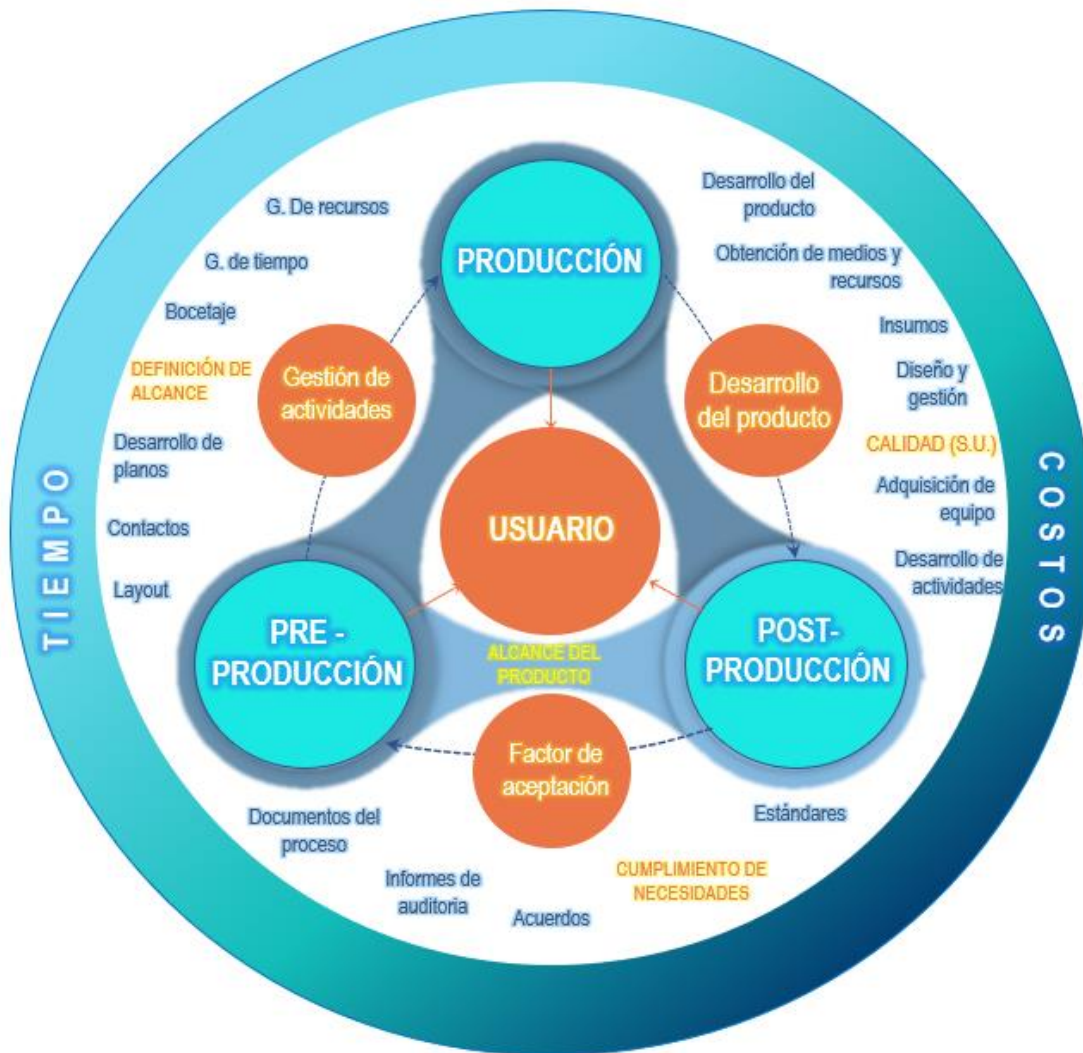 G. De recursos
G. de tiempo
Bocetaje
DEFINICIÓN DE
ALCANCE
Desarrollo de
planos
Contactos
Layout
TIEMPO
PRODUCCIÓN
Gestión de
actividades
Desarrollo
del producto
USUARIO
PRE -
PRODUCCIÓN
POST-
PRODUCCIÓN
ALCANCE DEL
PRODUCTO
Factor de
aceptación
Desarrollo del
producto
Obtención de medios y
recursos
Insumos
Diseño y
gestión
CALIDAD (S.U.)
Adquisición de
equipo
Desarrollo de
actividades
COSTOS
Documentos del
proceso
Informes de
auditoria
Acuerdos
CUMPLIMIENTO DE
NECESIDADES
Estándares